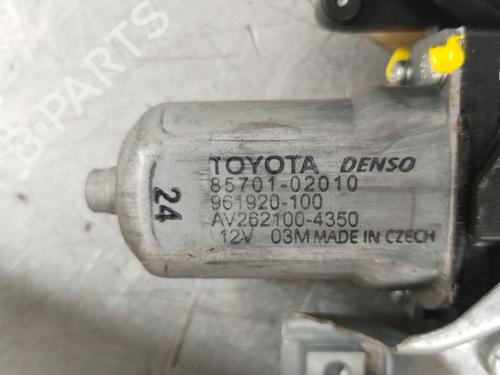 TOYOTA DENSO
85701-02010
961920-100
AV262100-4350
12V 03M MADE IN CZECH
24
B-PARTS